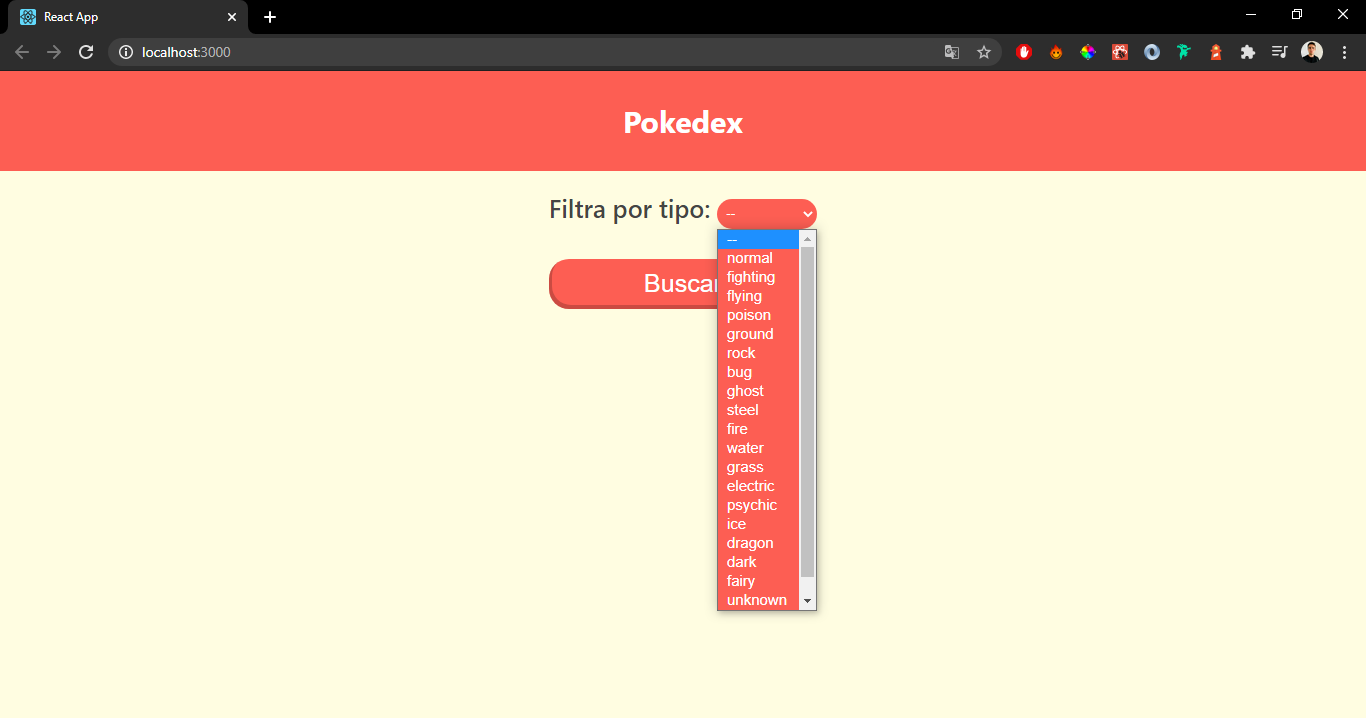 React App
localhost:3000
Pokedex
Filtra por tipo: --
--
normal
fighting
flying
poison
ground
rock
bug
ghost
steel
fire
water
grass
electric
psychic
ice
dragon
dark
fairy
unknown
Buscar